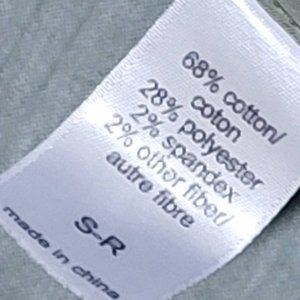 68% cotton/
coton
28% polyester
2% spandex
2% other fiber/
autre fibre
S-R
made in china